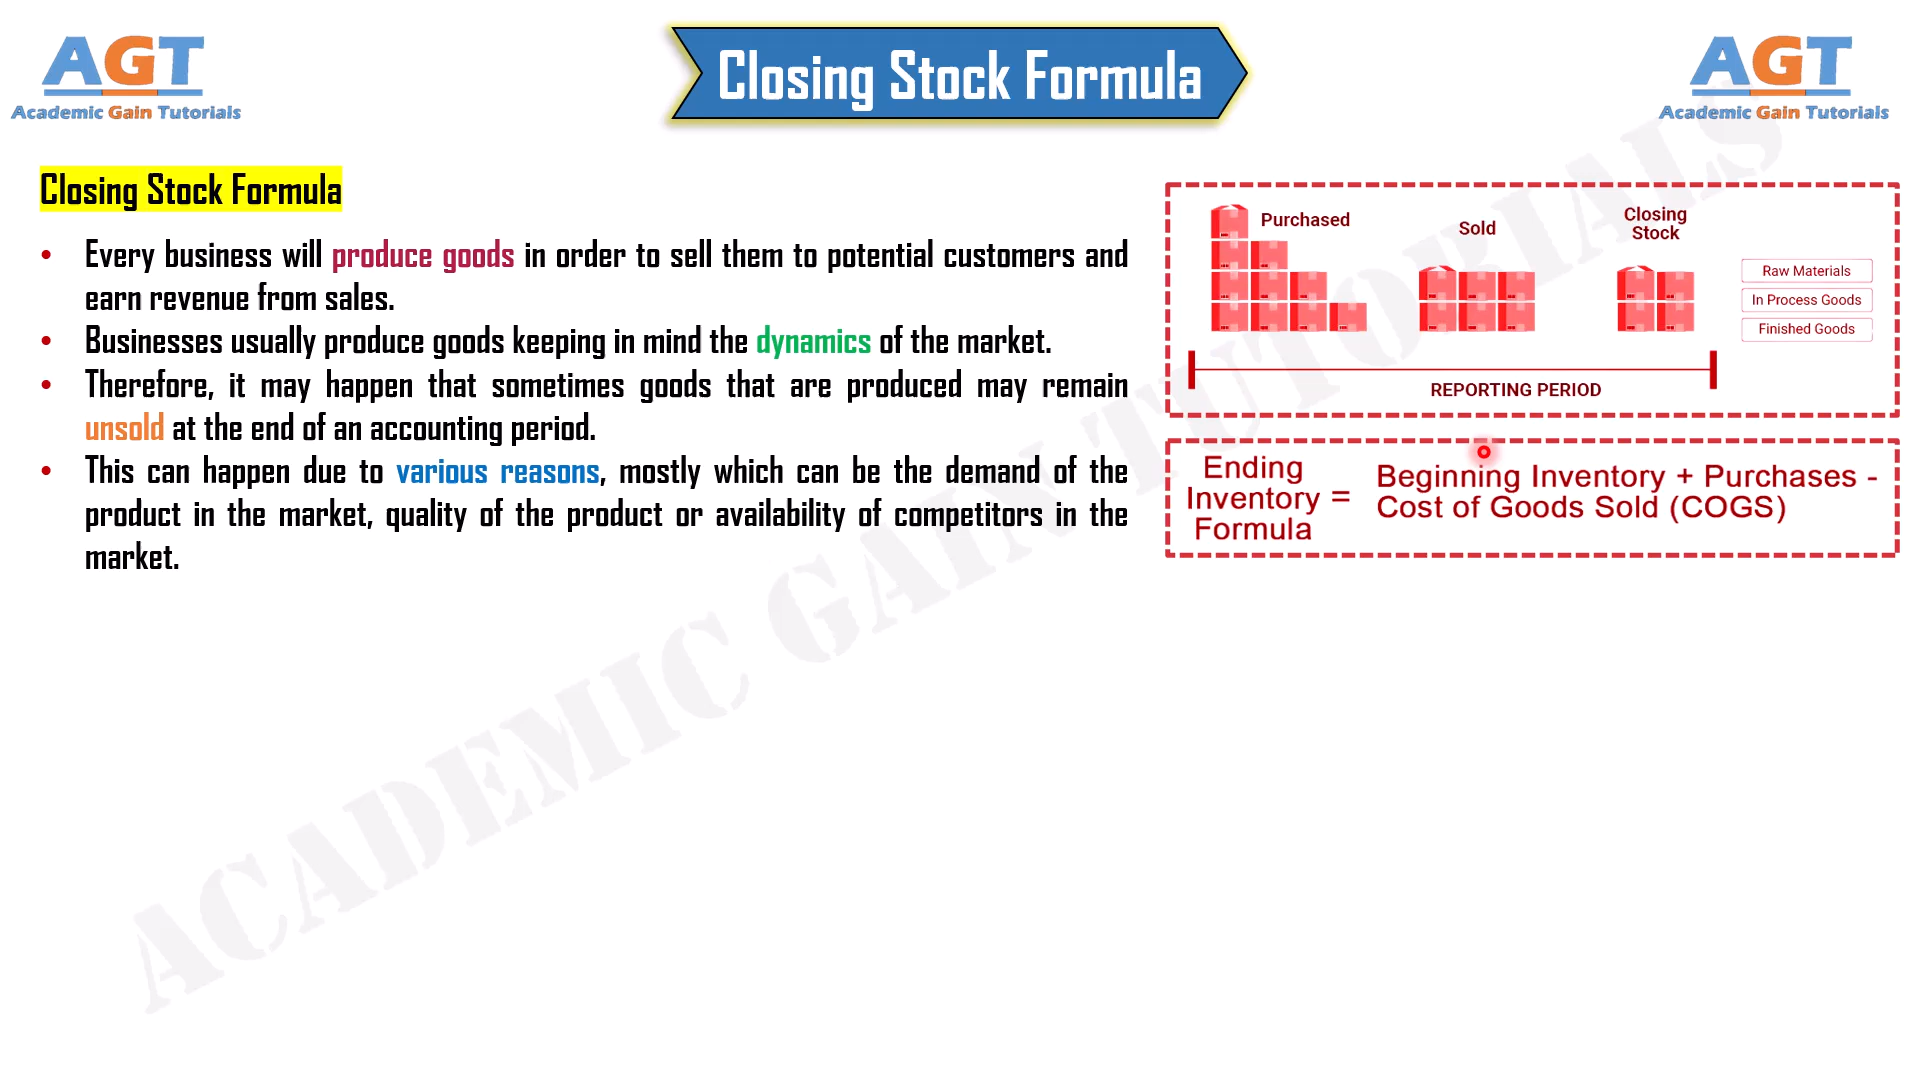 AGT
Academic Gain Tutorials
Closing Stock Formula
AGT
Academic Gain Tutorials
Closing Stock Formula
• Every business will produce goods in order to sell them to potential customers and
earn revenue from sales.
• Businesses usually produce goods keeping in mind the dynamics of the market.
• Therefore, it may happen that sometimes goods that are produced may remain
unsold at the end of an accounting period.
• This can happen due to various reasons, mostly which can be the demand of the
product in the market, quality of the product or availability of competitors in the
market.
Purchased
Sold
Closing
Stock
Raw Materials
In Process Goods
Finished Goods
REPORTING PERIOD
Ending
Inventory =
Formula
Beginning Inventory + Purchases -
Cost of Goods Sold (COGS)
ACADEMIC GAIN TUTORIALS